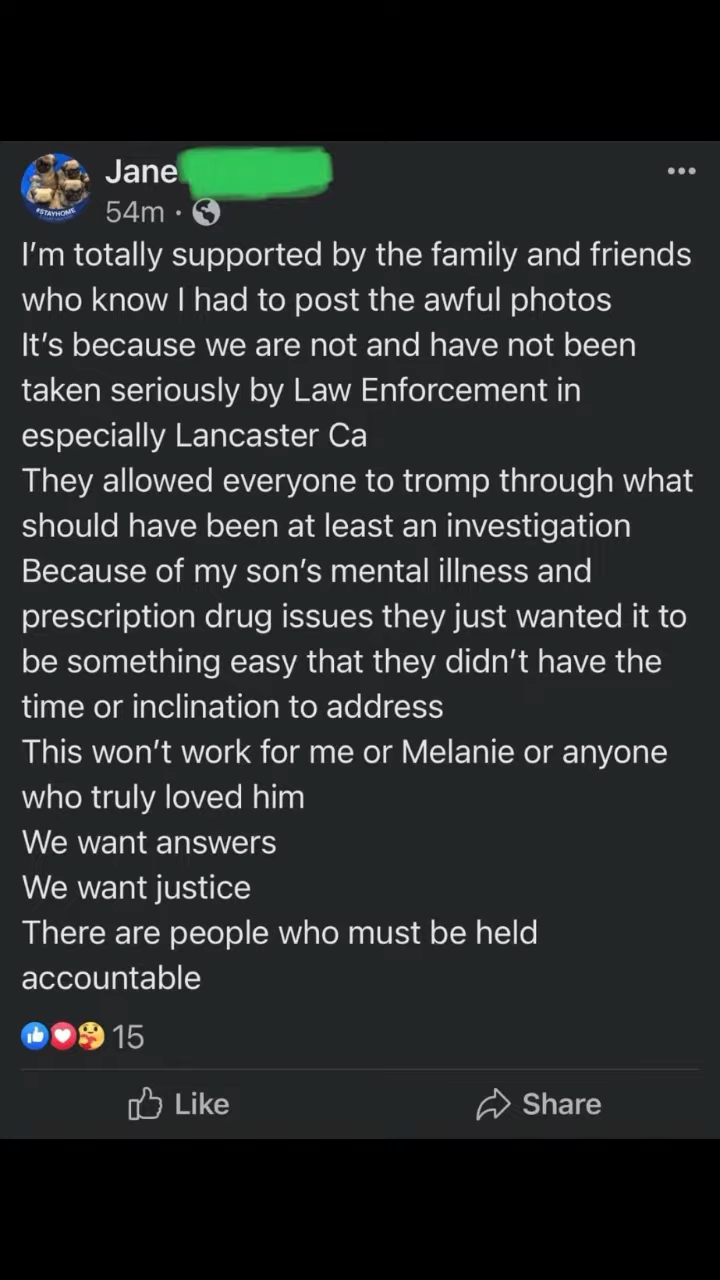 Jane
54m ·
I'm totally supported by the family and friends
who know I had to post the awful photos
It's because we are not and have not been
taken seriously by Law Enforcement in
especially Lancaster Ca
They allowed everyone to tromp through what
should have been at least an investigation
Because of my son's mental illness and
prescription drug issues they just wanted it to
be something easy that they didn't have the
time or inclination to address
This won't work for me or Melanie or anyone
who truly loved him
We want answers
We want justice
There are people who must be held
accountable
15
Like Share
#STAYHOME